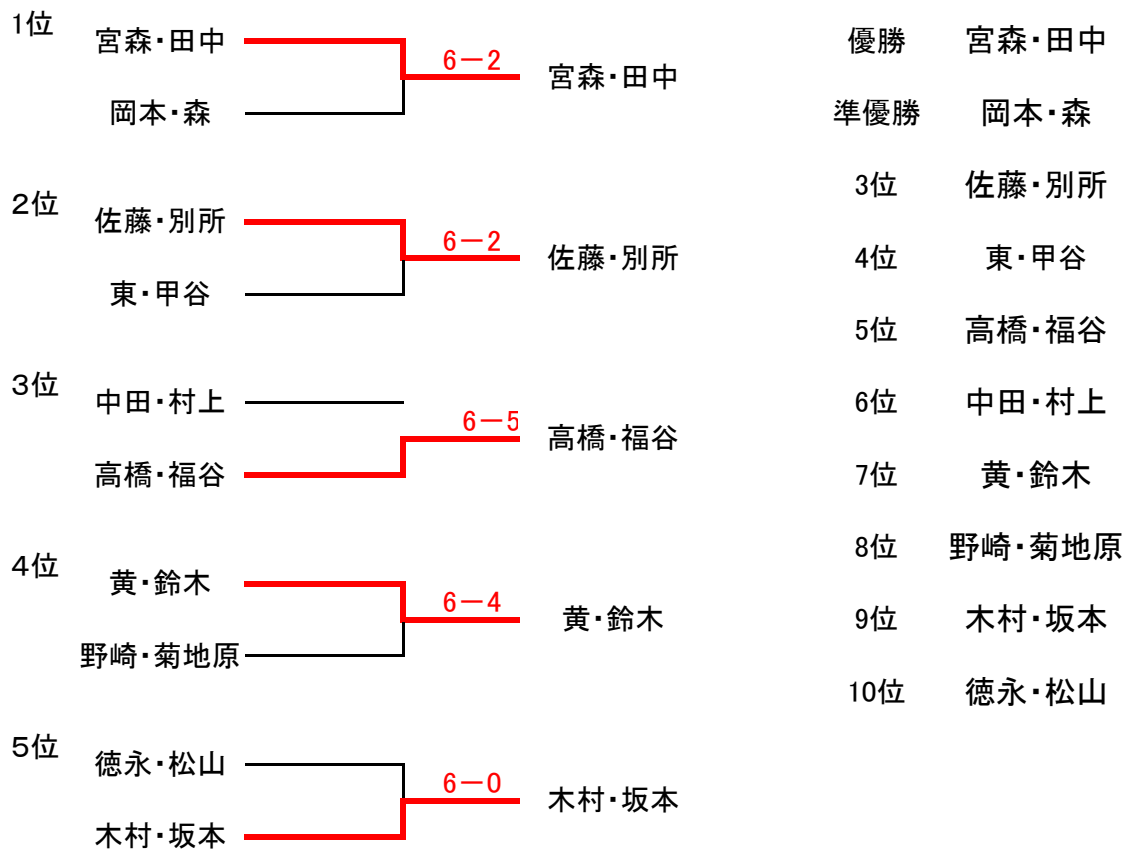 1位
宮森・田中
6－2
宮森・田中
岡本・森
2位
佐藤・別所
6－2
佐藤・別所
東・甲谷
3位
中田・村上
6－5
高橋・福谷
高橋・福谷
4位
黄・鈴木
6－4
黄・鈴木
野崎・菊地原
5位
徳永・松山
6－0
木村・坂本
木村・坂本
優勝 宮森・田中
準優勝 岡本・森
3位 佐藤・別所
4位 東・甲谷
5位 高橋・福谷
6位 中田・村上
7位 黄・鈴木
8位 野崎・菊地原
9位 木村・坂本
10位 徳永・松山